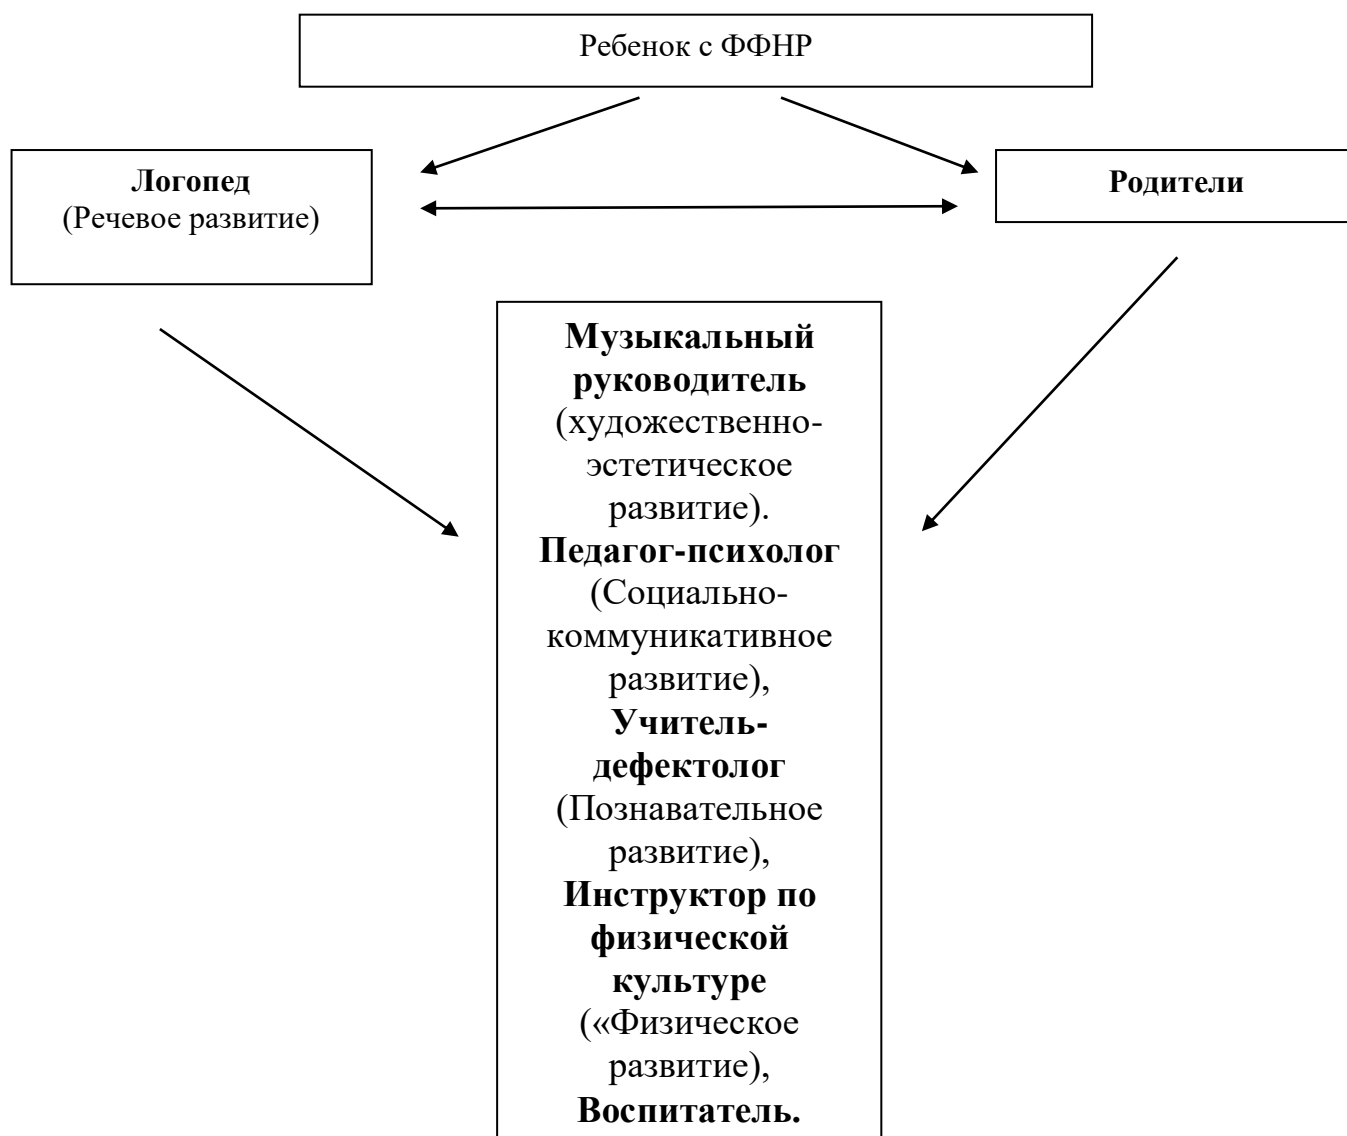 Ребенок с ФФНР
Логопед
(Речевое развитие)
Родители
Музыкальный
руководитель
(художественно-
эстетическое
развитие).
Педагог-психолог
(Социально-
коммуникативное
развитие),
Учитель-
дефектолог
(Познавательное
развитие),
Инструктор по
физической
культуре
(«Физическое
развитие),
Воспитатель.